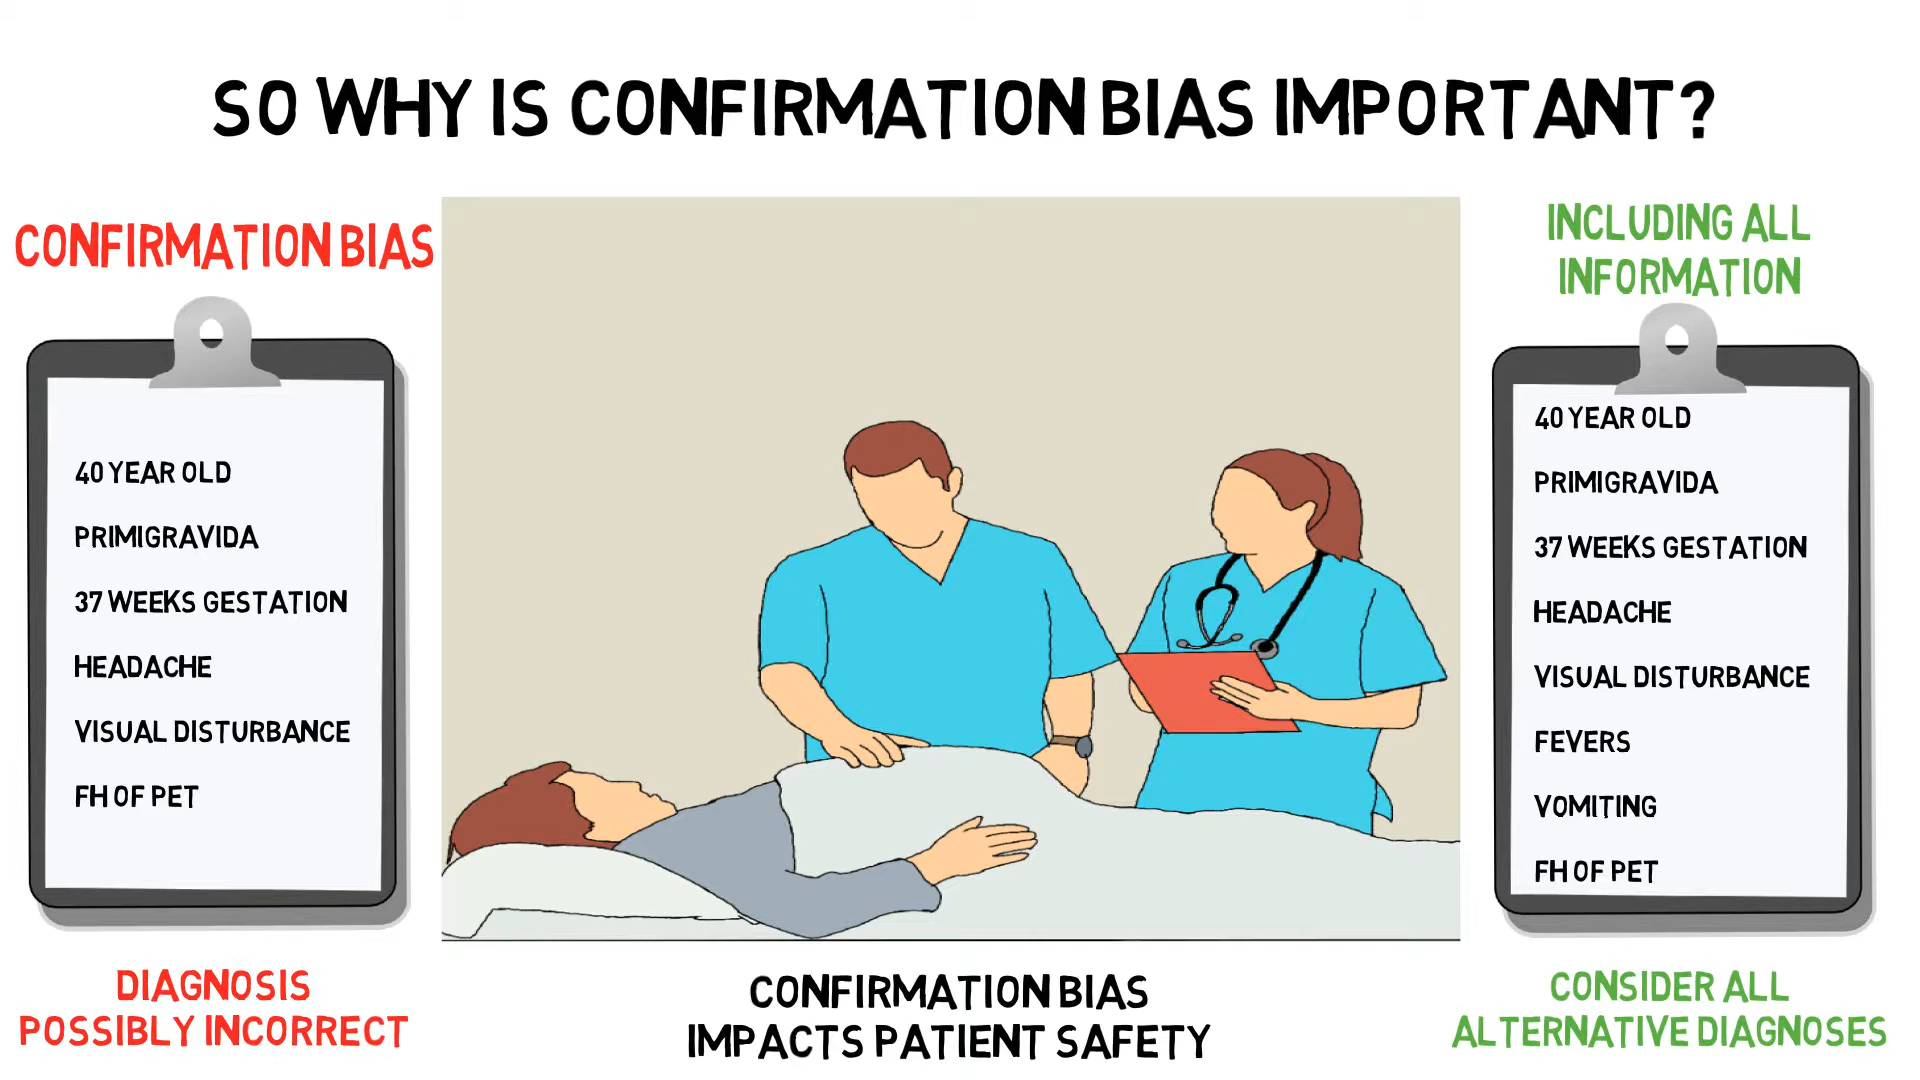 SO WHY IS CONFIRMATION BIAS IMPORTANT?
CONFIRMATION BIAS
40 YEAR OLD
PRIMIGRAVIDA
37 WEEKS GESTATION
HEADACHE
VISUAL DISTURBANCE
FH OF PET
DIAGNOSIS
POSSIBLY INCORRECT
CONFIRMATION BIAS
IMPACTS PATIENT SAFETY
INCLUDING ALL
INFORMATION
40 YEAR OLD
PRIMIGRAVIDA
37 WEEKS GESTATION
HEADACHE
VISUAL DISTURBANCE
FEVERS
VOMITING
FH OF PET
CONSIDER ALL
ALTERNATIVE DIAGNOSES